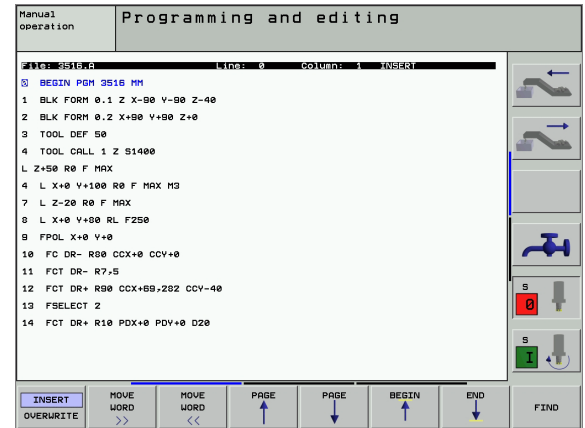 Manual
operation
Programming and editing
File: 3516.A Line: 0 Column: 1 INSERT
0 BEGIN PGM 3516 MM
1 BLK FORM 0.1 Z X-90 Y-90 Z-40
2 BLK FORM 0.2 X+90 Y+90 Z+0
3 TOOL DEF 50
4 TOOL CALL 1 Z S1400
L Z+50 R0 F MAX
4 L X+0 Y+100 R0 F MAX M3
7 L Z-20 R0 F MAX
8 L X+0 Y+80 RL F250
9 FPOL X+0 Y+0
10 FC DR- R80 CCX+0 CCY+0
11 FCT DR- R7,5
12 FCT DR+ R90 CCX+69,282 CCY-40
13 FSELECT 2
14 FCT DR+ R10 PDX+0 PDY+0 D20
S
0
S
I
INSERT
OVERWRITE
MOVE
WORD
>>
MOVE
WORD
<<
PAGE
PAGE
BEGIN
END
FIND